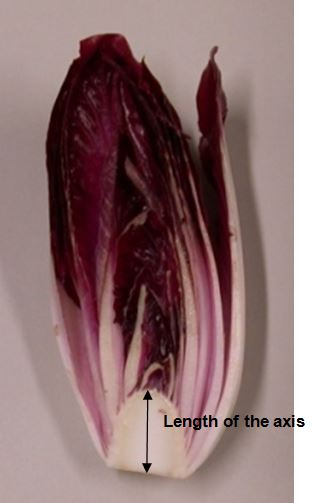 Length of the axis